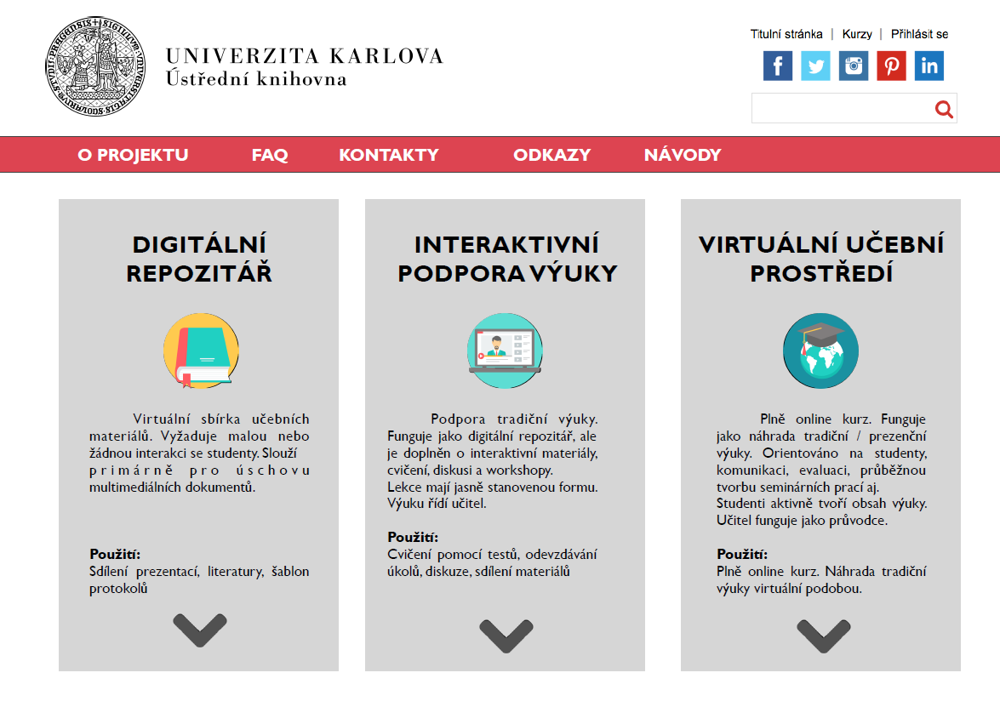 UNIVERZITA KARLOVA
Ústřední knihovna
Titulní stránka | Kurzy | Přihlásit se
O PROJEKTU FAQ KONTAKTY ODKAZY NÁVODY
DIGITÁLNÍ
REPOZITÁŘ
Virtuální sbírka učebních
materiálů. Vyžaduje malou nebo
žádnou interakci se studenty. Slouží
primárně pro úschovu
multimediálních dokumentů.
Použití:
Sdílení prezentací, literatury, šablon
protokolů
INTERAKTIVNÍ
PODPORA VÝUKY
Podpora tradiční výuky.
Funguje jako digitální repozitář, ale
je doplněn o interaktivní materiály,
cvičení, diskusi a workshopy.
Lekce mají jasně stanovenou formu.
Výuku řídí učitel.
Použití:
Cvičení pomocí testů, odevzdávání
úkolů, diskuze, sdílení materiálů
VIRTUÁLNÍ UČEBNÍ
PROSTŘEDÍ
Plně online kurz. Funguje
jako náhrada tradiční / prezenční
výuky. Orientováno na studenty,
komunikaci, evaluaci, průběžnou
tvorbu seminárních prací aj.
Studenti aktivně tvoří obsah výuky.
Učitel funguje jako průvodce.
Použití:
Plně online kurz. Náhrada tradiční
výuky virtuální podobou.